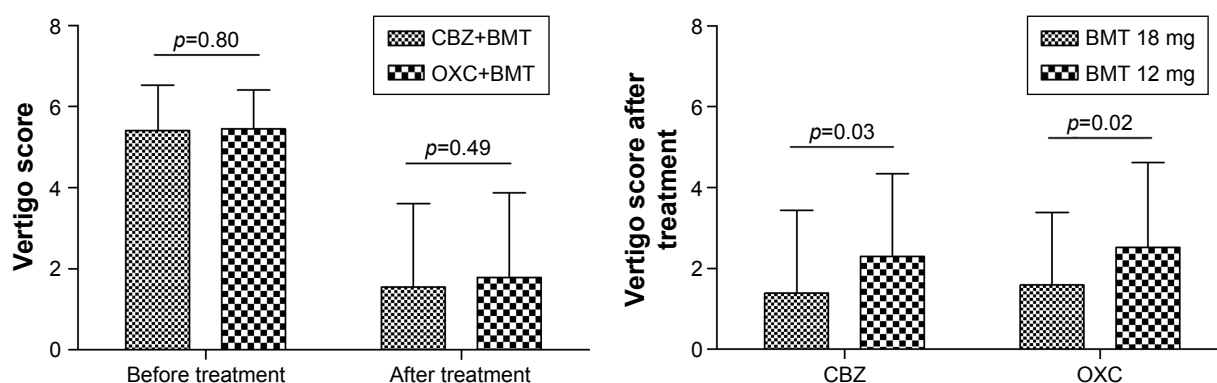 Vertigo score
8
6
4
2
0
p=0.80
CBZ+BMT
OXC+BMT
p=0.49
Before treatment
After treatment
Vertigo score after
treatment
8
6
4
2
0
BMT 18 mg
BMT 12 mg
p=0.03
p=0.02
CBZ
OXC